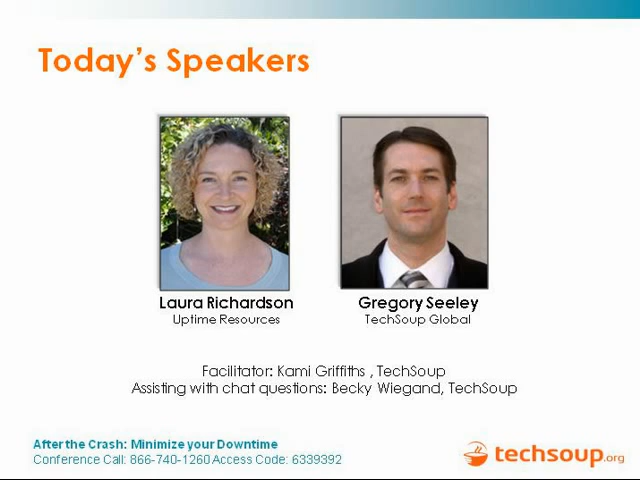 Today's Speakers
Laura Richardson
Uptime Resources
Gregory Seeley
TechSoup Global
Facilitator: Kami Griffiths , TechSoup
Assisting with chat questions: Becky Wiegand, TechSoup
After the Crash: Minimize your Downtime
Conference Call: 866-740-1260 Access Code: 6339392
techsoup.org